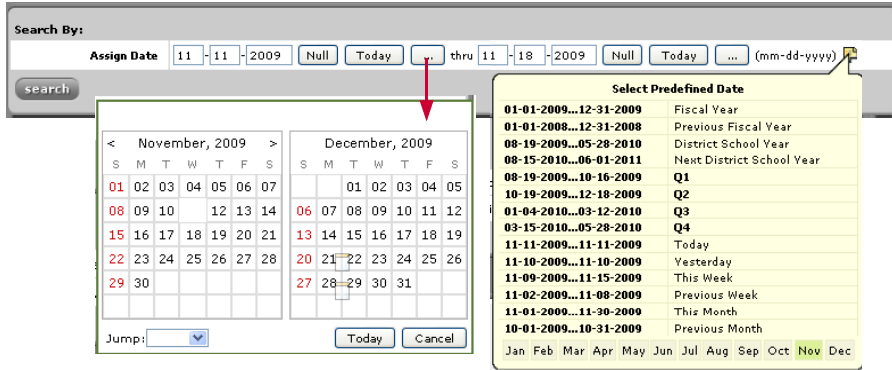 Search By:
Assign Date 11 - 11 - 2009 Null Today ... thru 11 - 18 - 2009 Null Today ... (mm-dd-yyyy)
search
< November, 2009 >
S M T W T F S
01 02 03 04 05 06 07
08 09 10 12 13 14
15 16 17 18 19 20 21
22 23 24 25 26 27 28
29 30
December, 2009
S M T W T F S
01 02 03 04 05
06 07 08 09 10 11 12
13 14 15 16 17 18 19
20 21 22 23 24 25 26
27 28 29 30 31
Jump: Today Cancel
Select Predefined Date
01-01-2009...12-31-2009 Fiscal Year
01-01-2008...12-31-2008 Previous Fiscal Year
08-19-2009...05-28-2010 District School Year
08-15-2010...06-01-2011 Next District School Year
08-19-2009...10-16-2009 Q1
10-19-2009...12-18-2009 Q2
01-04-2010...03-12-2010 Q3
03-15-2010...05-28-2010 Q4
11-11-2009...11-11-2009 Today
11-10-2009...11-10-2009 Yesterday
11-09-2009...11-15-2009 This Week
11-02-2009...11-08-2009 Previous Week
11-01-2009...11-30-2009 This Month
10-01-2009...10-31-2009 Previous Month
Jan Feb Mar Apr May Jun Jul Aug Sep Oct Nov Dec